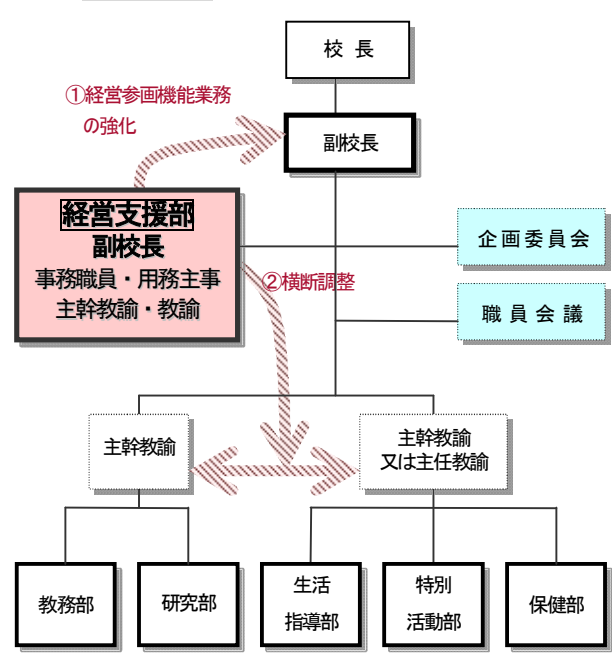 校 長
①経営参画機能業務
の強化
副校長
経営支援部
副校長
事務職員・用務主事
主幹教諭・教諭
企画委員会
②横断調整
職員会議
主幹教諭
主幹教諭
又は主任教諭
教務部
研究部
生活
指導部
特別
活動部
保健部